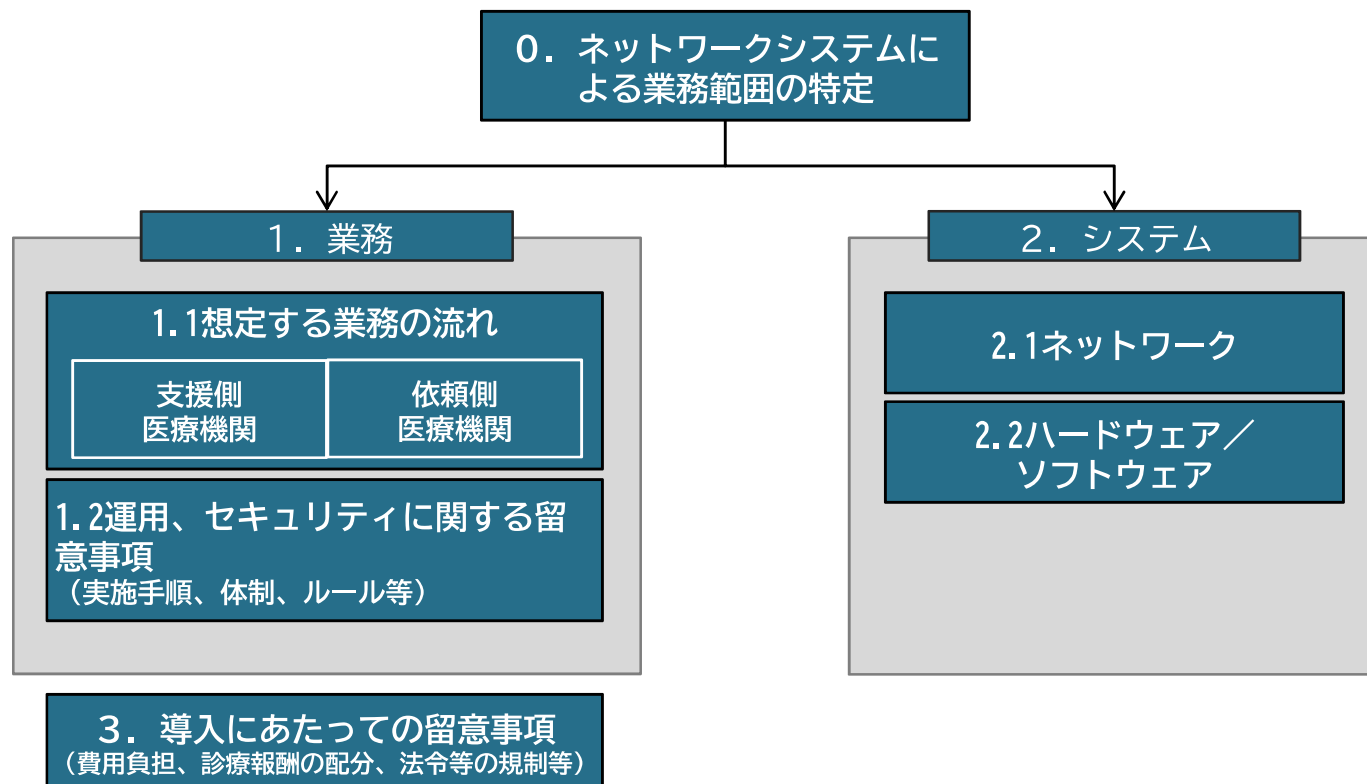 ０．ネットワークシステムに
よる業務範囲の特定
１．業務
1.1想定する業務の流れ
支援側
医療機関
依頼側
医療機関
1.2運用、セキュリティに関する留
意事項
（実施手順、体制、ルール等）
２．システム
2.1ネットワーク
2.2ハードウェア／
ソフトウェア
３．導入にあたっての留意事項
（費用負担、診療報酬の配分、法令等の規制等）